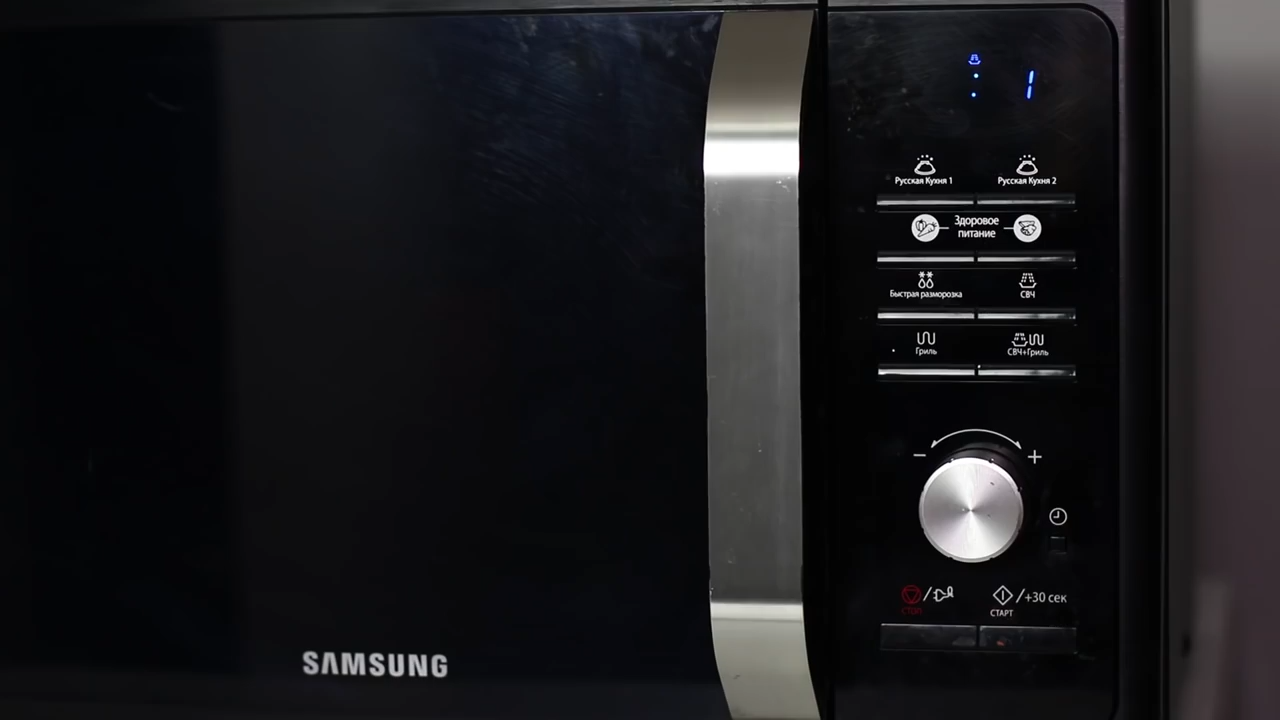 : 1
Русская Кухня 1
Русская Кухня 2
Здоровое
питание
Быстрая разморозка
СВЧ
Гриль
СВЧ+Гриль
− +
/
СТОП
/+30 сек
СТАРТ
SAMSUNG